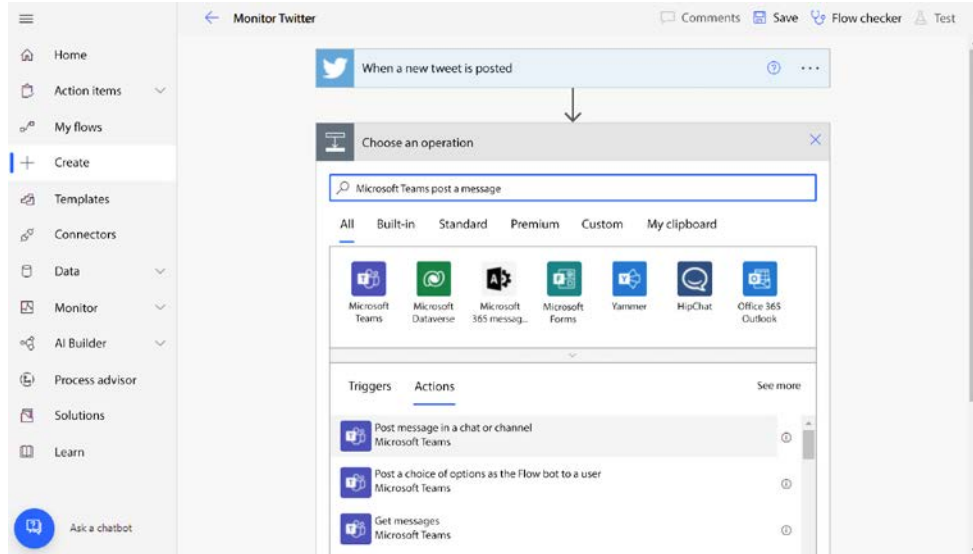 Monitor Twitter
Comments Save Flow checker Test
Home
Action items
My flows
Create
Templates
Connectors
Data
Monitor
AI Builder
Process advisor
Solutions
Learn
Ask a chatbot
When a new tweet is posted
Choose an operation
Microsoft Teams post a message
All Built-in Standard Premium Custom My clipboard
Microsoft Teams
Microsoft Dataverse
Microsoft 365 messag...
Microsoft Forms
Yammer
HipChat
Office 365 Outlook
Triggers Actions See more
Post message in a chat or channel
Microsoft Teams
Post a choice of options as the Flow bot to a user
Microsoft Teams
Get messages
Microsoft Teams